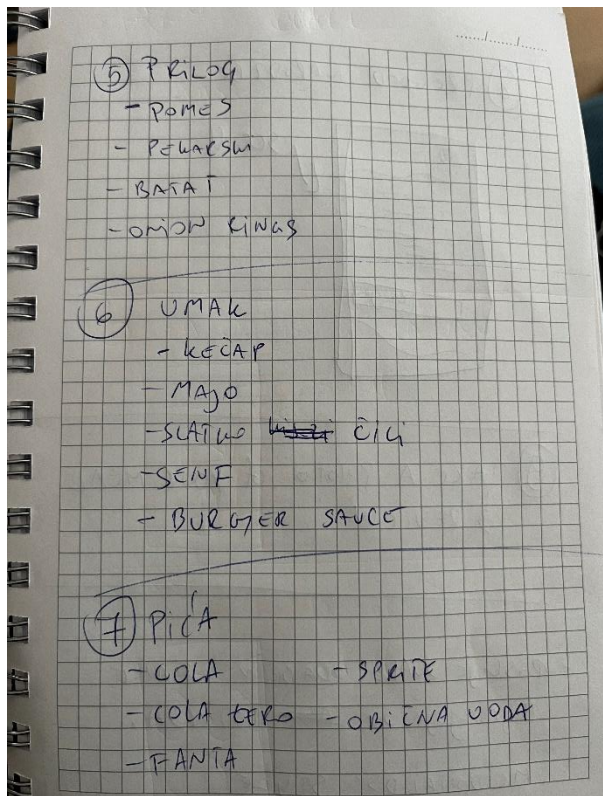 5 PRILOG
- POMES
- PEKARSKI
- BATAT
- ONION RINGS
6 UMAK
- KEČAP
- MAJO
- SLATKO ČILI
- SENF
- BURGER SAUCE
7 PIĆA
- COLA - SPRITE
- COLA ZERO - OBIČNA VODA
- FANTA